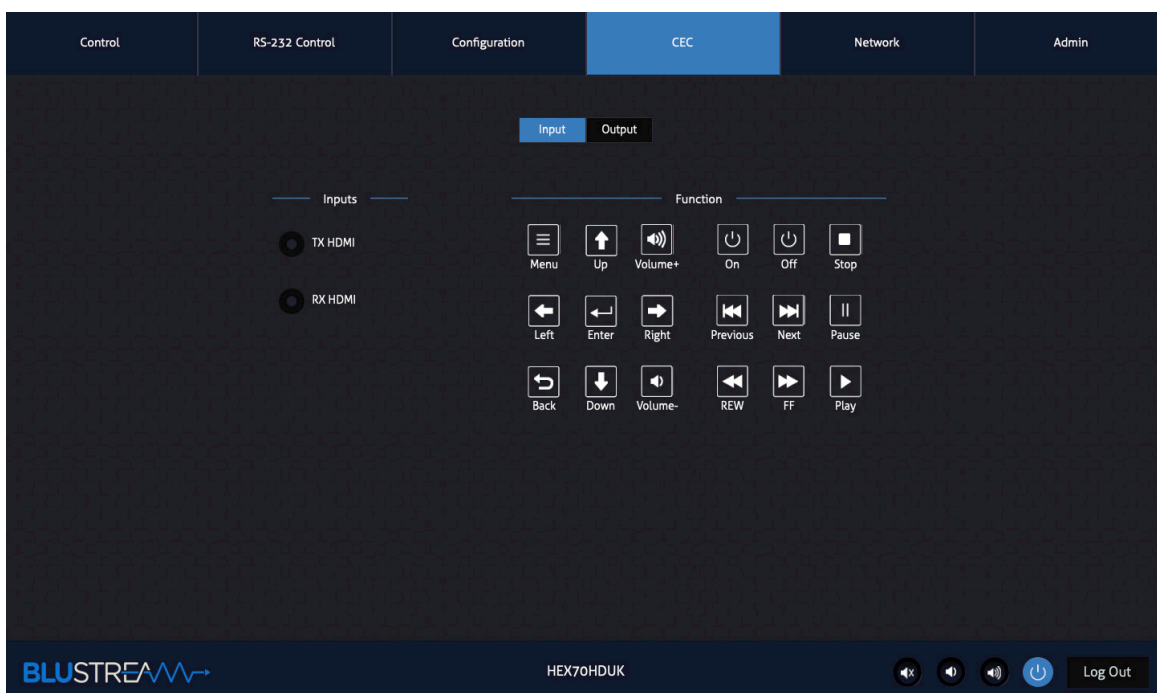 Control RS-232 Control Configuration CEC Network Admin
Input Output
Inputs Function
TX HDMI
Menu Up Volume+ On Off Stop
RX HDMI
Left Enter Right Previous Next Pause
Back Down Volume- REW FF Play
BLUSTREAM HEX70HDUK Log Out